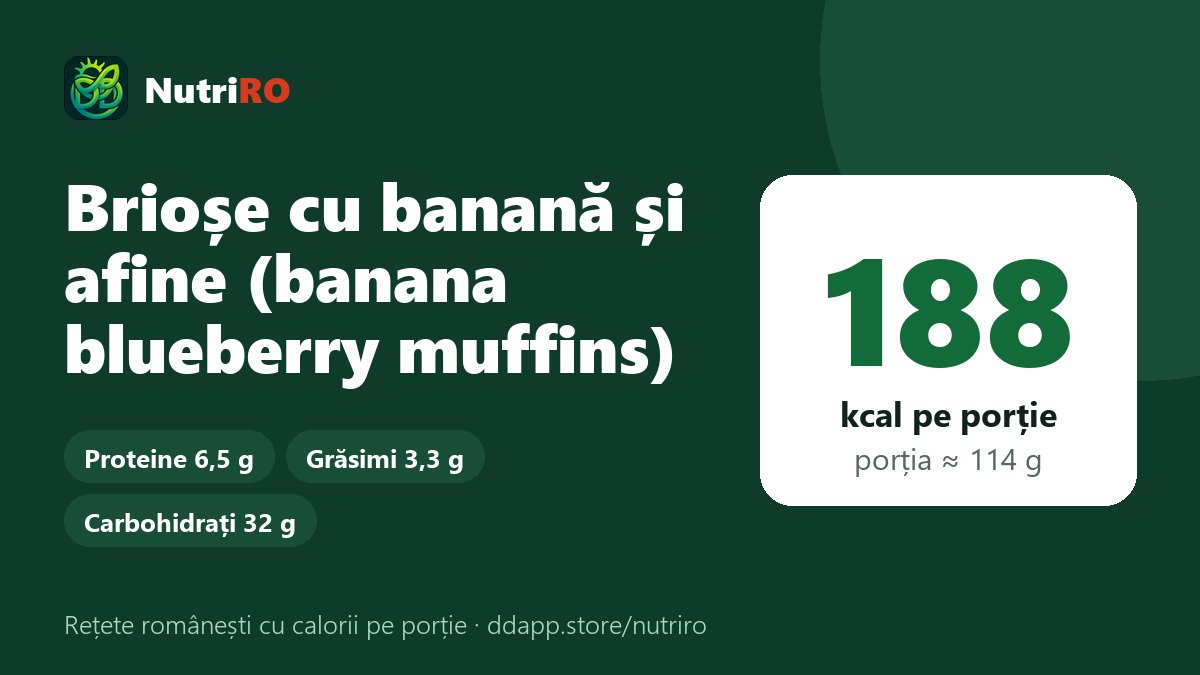 NutriRO
Brioșe cu banană și
afine (banana
blueberry muffins)
Proteine 6,5 g
Grăsimi 3,3 g
Carbohidrați 32 g
188
kcal pe porție
porția ≈ 114 g
Rețete românești cu calorii pe porție · ddapp.store/nutriro